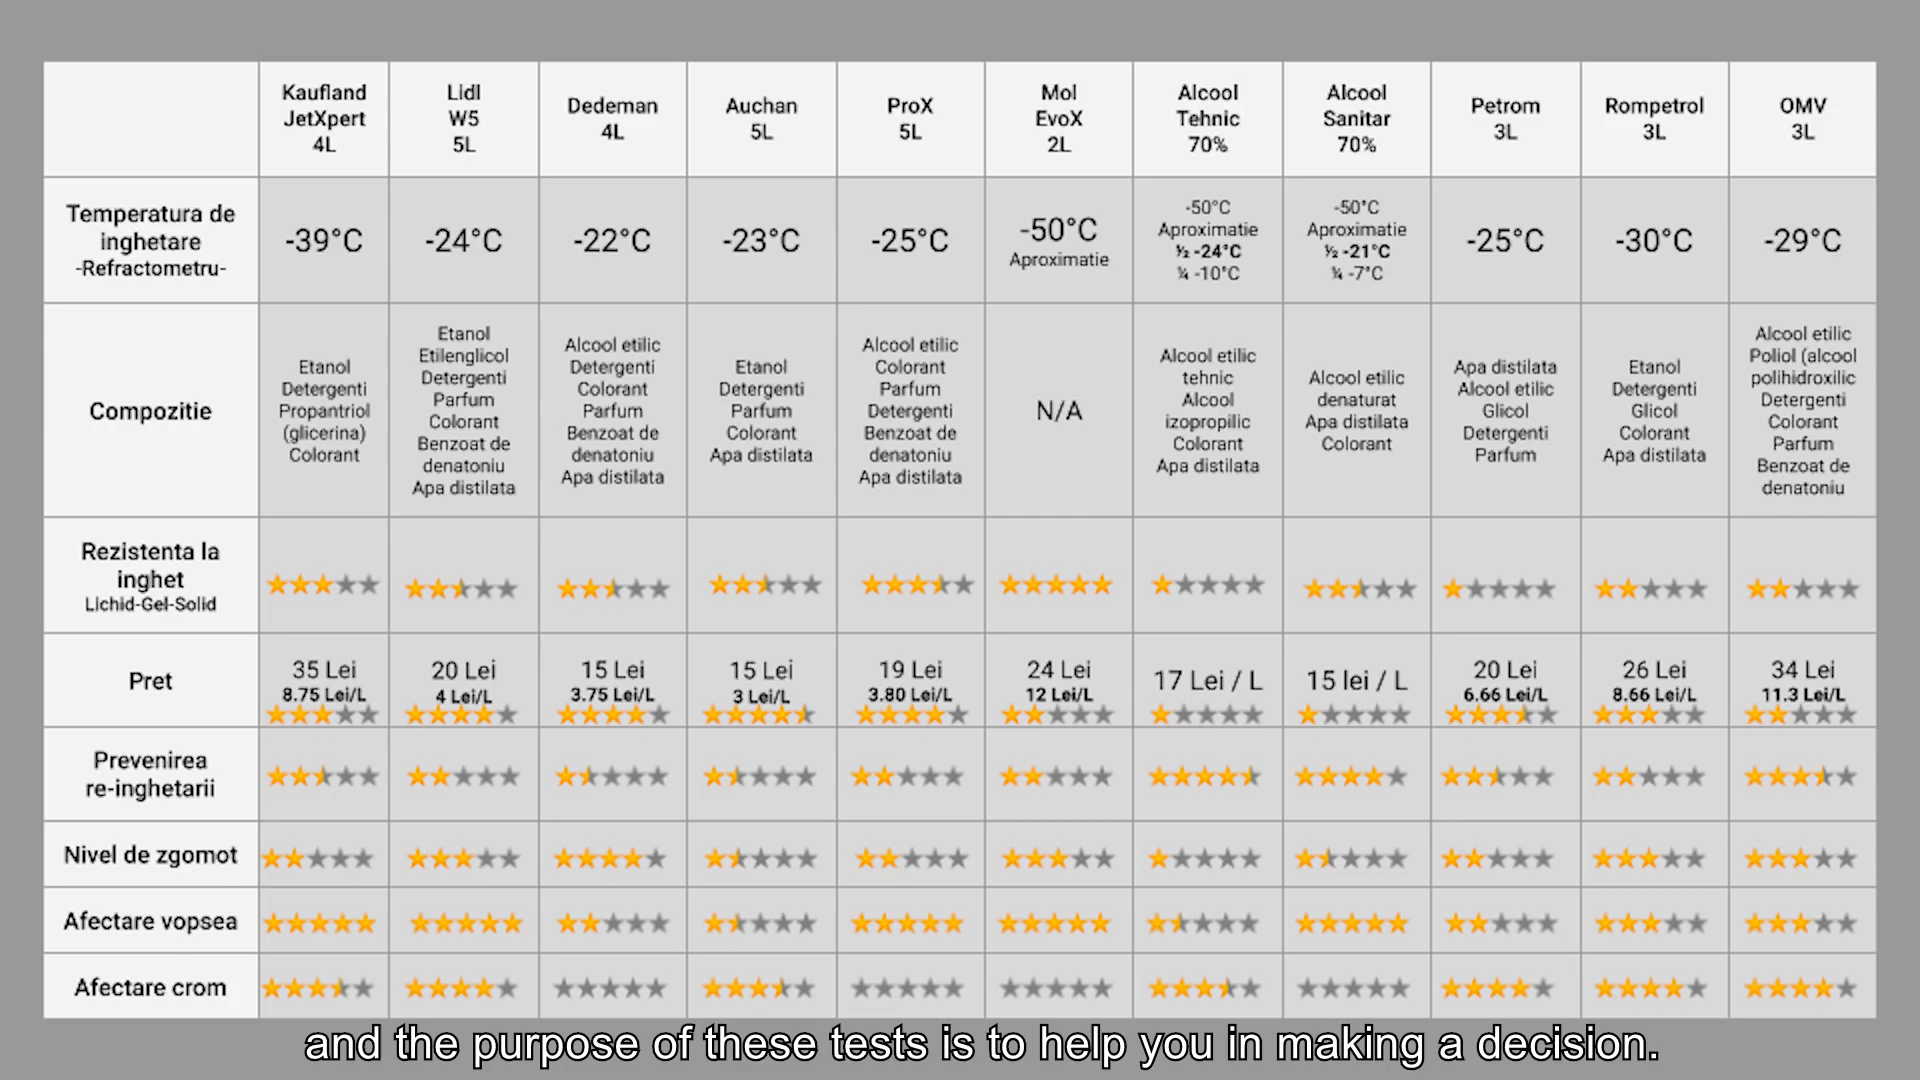 Kaufland
JetXpert
4L
Lidl
W5
5L
Dedeman
4L
Auchan
5L
ProX
5L
Mol
EvoX
2L
Alcool
Tehnic
70%
Alcool
Sanitar
70%
Petrom
3L
Rompetrol
3L
OMV
3L
Temperatura de
inghetare
-Refractometru-
-39°C
-24°C
-22°C
-23°C
-25°C
-50°C
Aproximatie
-50°C
Aproximatie
½ -24°C
¼ -10°C
-50°C
Aproximatie
½ -21°C
¼ -7°C
-25°C
-30°C
-29°C
Compozitie
Etanol
Detergenti
Propantriol
(glicerina)
Colorant
Etanol
Etilenglicol
Detergenti
Parfum
Colorant
Benzoat de
denatoniu
Apa distilata
Alcool etilic
Detergenti
Colorant
Parfum
Benzoat de
denatoniu
Apa distilata
Etanol
Detergenti
Parfum
Colorant
Apa distilata
Alcool etilic
Colorant
Parfum
Detergenti
Benzoat de
denatoniu
Apa distilata
N/A
Alcool etilic
tehnic
Alcool
izopropilic
Colorant
Apa distilata
Alcool etilic
denaturat
Apa distilata
Colorant
Apa distilata
Alcool etilic
Glicol
Detergenti
Parfum
Etanol
Detergenti
Glicol
Colorant
Apa distilata
Alcool etilic
Poliol (alcool
polihidroxilic
Detergenti
Colorant
Parfum
Benzoat de
denatoniu
Rezistenta la
inghet
Lichid-Gel-Solid
Pret
35 Lei
8.75 Lei/L
20 Lei
4 Lei/L
15 Lei
3.75 Lei/L
15 Lei
3 Lei/L
19 Lei
3.80 Lei/L
24 Lei
12 Lei/L
17 Lei / L
15 lei / L
20 Lei
6.66 Lei/L
26 Lei
8.66 Lei/L
34 Lei
11.3 Lei/L
Prevenirea
re-inghetarii
Nivel de zgomot
Afectare vopsea
Afectare crom
and the purpose of these tests is to help you in making a decision.